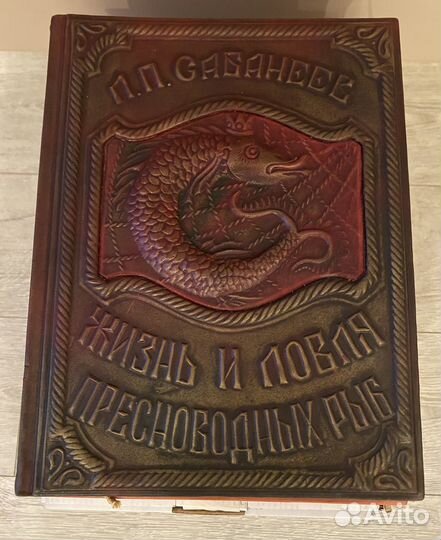 Л.П. САБАНЕЕВ
ЖИЗНЬ И ЛОВЛЯ
ПРЕСНОВОДНЫХ РЫБ
Avito